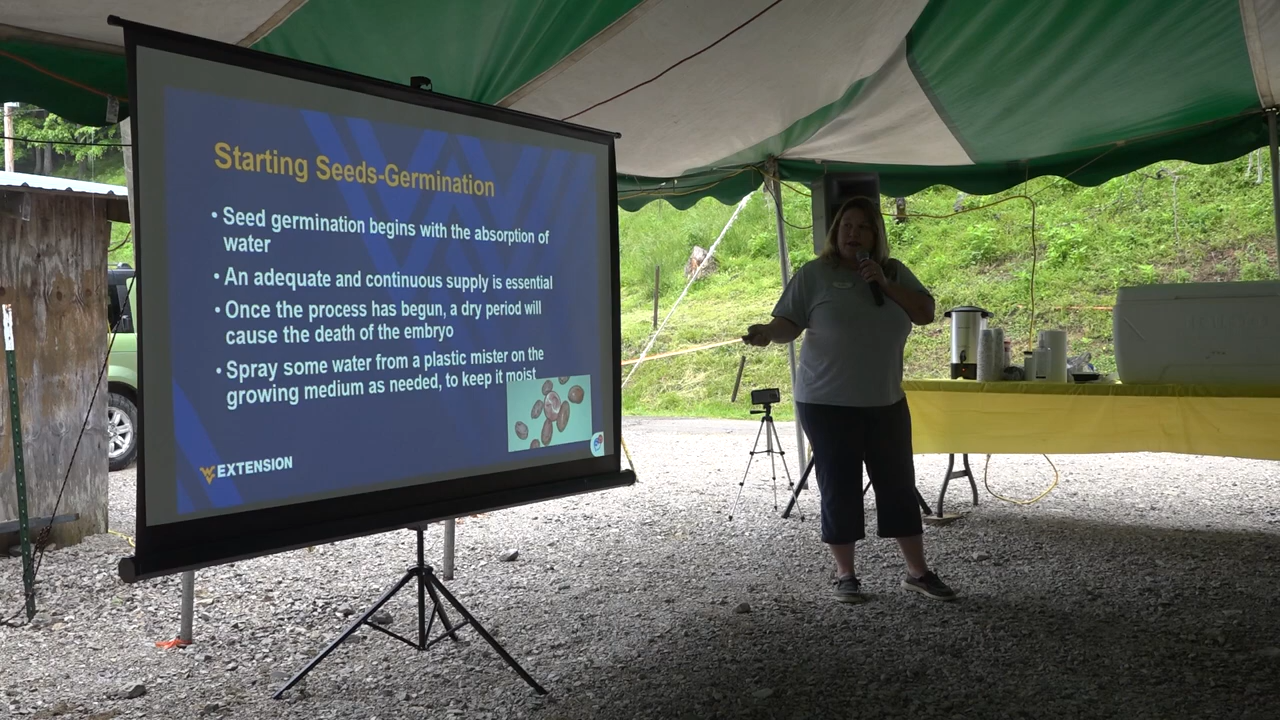 Starting Seeds-Germination
• Seed germination begins with the absorption of
water
• An adequate and continuous supply is essential
• Once the process has begun, a dry period will
cause the death of the embryo
• Spray some water from a plastic mister on the
growing medium as needed, to keep it moist
EXTENSION